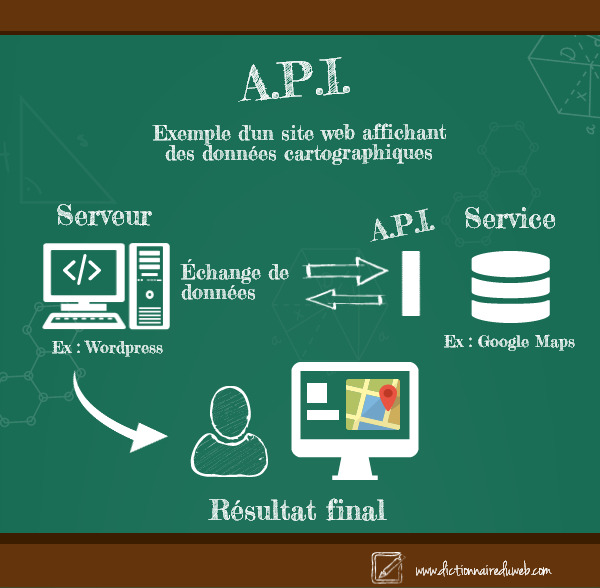 A.P.I.
Exemple d'un site web affichant
des données cartographiques
Serveur
A.P.I.
Service
</>
Échange de
données
Ex : Wordpress
Ex : Google Maps
Résultat final
www.dictionnaireduweb.com